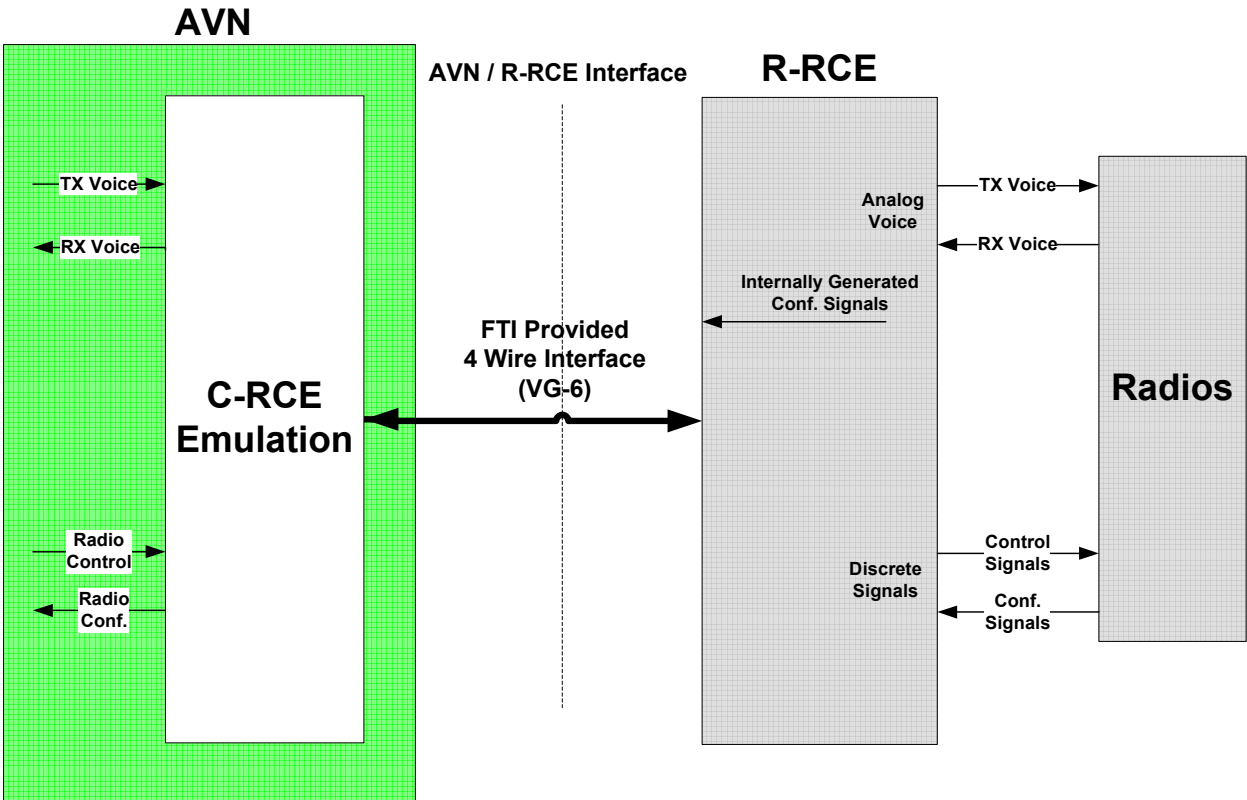 AVN
AVN / R-RCE Interface
R-RCE
TX Voice
RX Voice
C-RCE
Emulation
Radio
Control
Radio
Conf.
FTI Provided
4 Wire Interface
(VG-6)
Analog
Voice
Internally Generated
Conf. Signals
Discrete
Signals
TX Voice
RX Voice
Control
Signals
Conf.
Signals
Radios